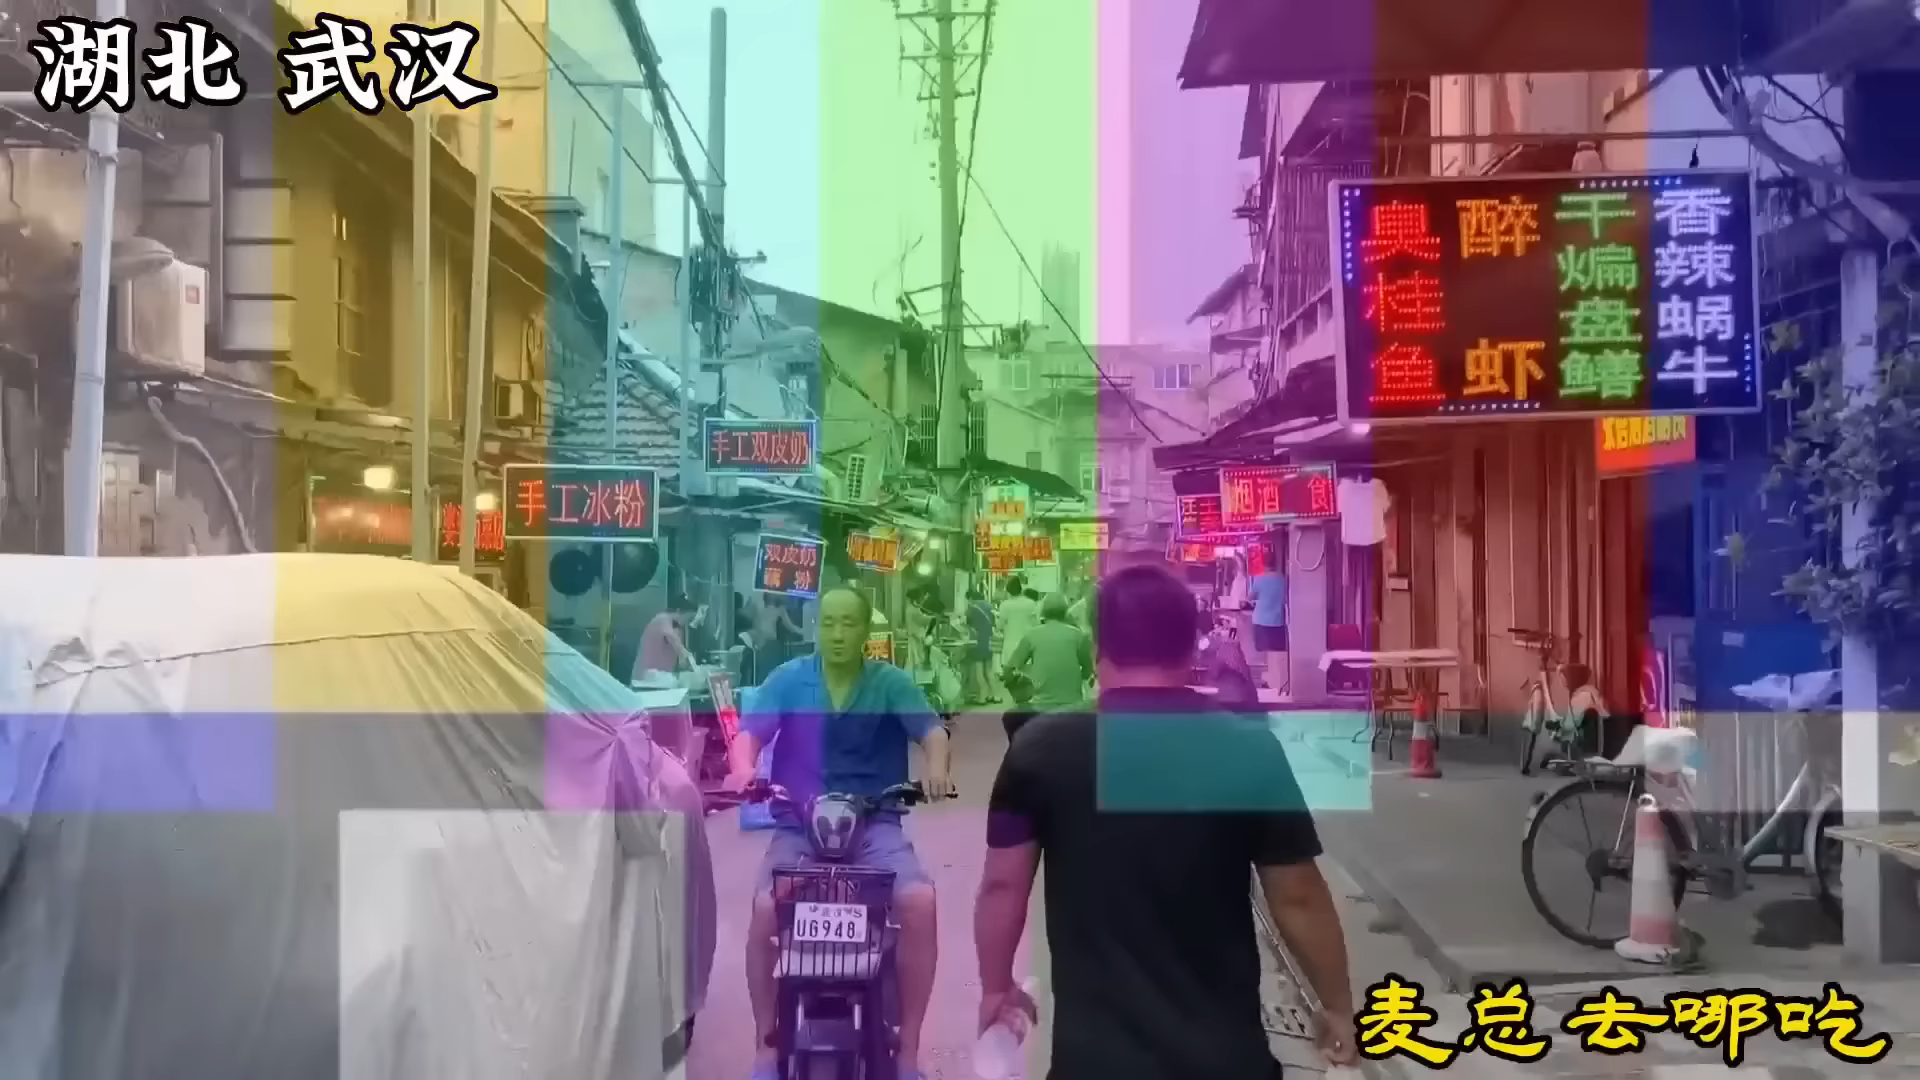 湖北 武汉
臭桂鱼
醉虾
干煸盘鳝
香辣蜗牛
手工双皮奶
手工冰粉
烟酒 食
双皮奶
藕粉
UG948
麦总去哪吃